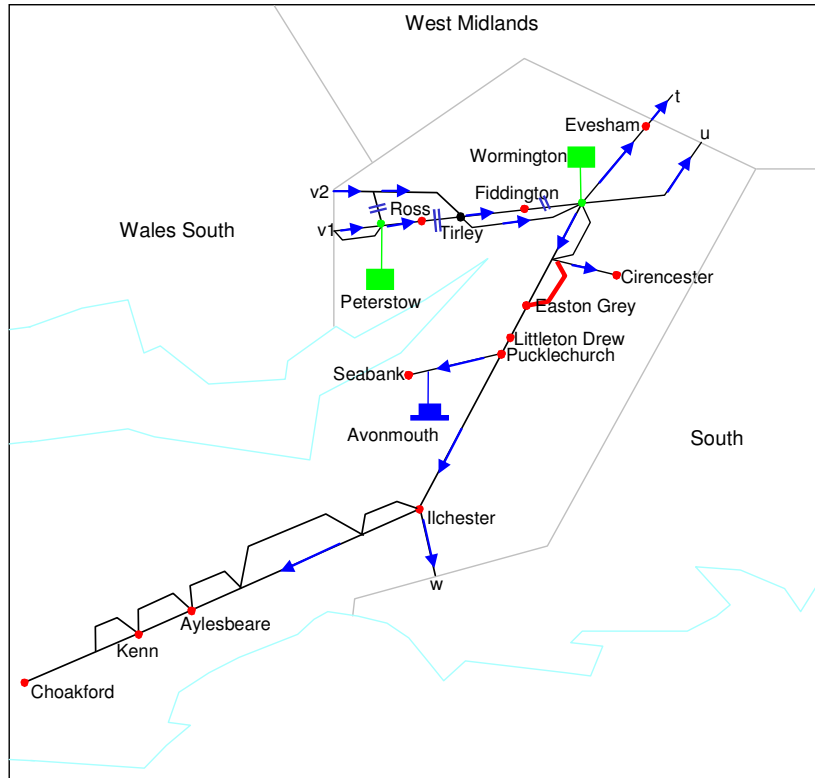 West Midlands
t
Evesham
u
Wormington
v2
Fiddington
Ross
v1
Tirley
Wales South
Cirencester
Peterstow
Easton Grey
Littleton Drew
Pucklechurch
Seabank
Avonmouth
South
Ilchester
w
Aylesbeare
Kenn
Choakford